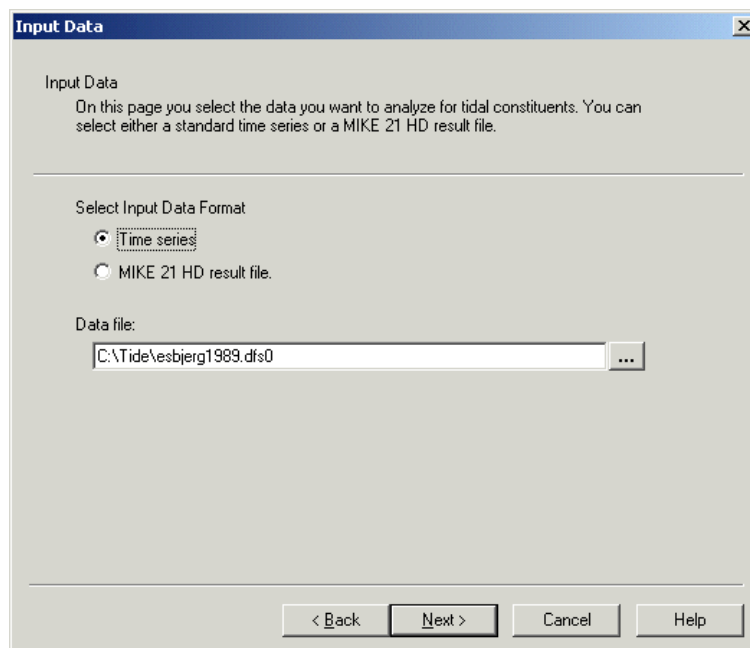 Input Data
Input Data
On this page you select the data you want to analyze for tidal constituents. You can
select either a standard time series or a MIKE 21 HD result file.
Select Input Data Format
Time series
MIKE 21 HD result file.
Data file:
C:\Tide\esbjerg1989.dfs0
...
< Back
Next >
Cancel
Help